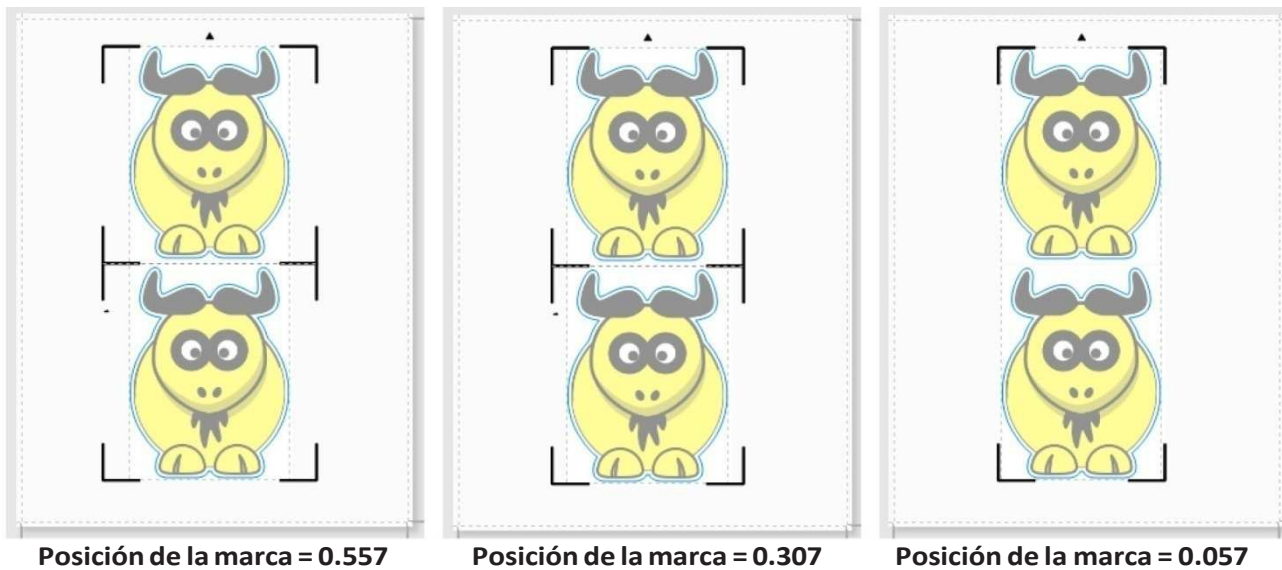 Posición de la marca = 0.557
Posición de la marca = 0.307
Posición de la marca = 0.057